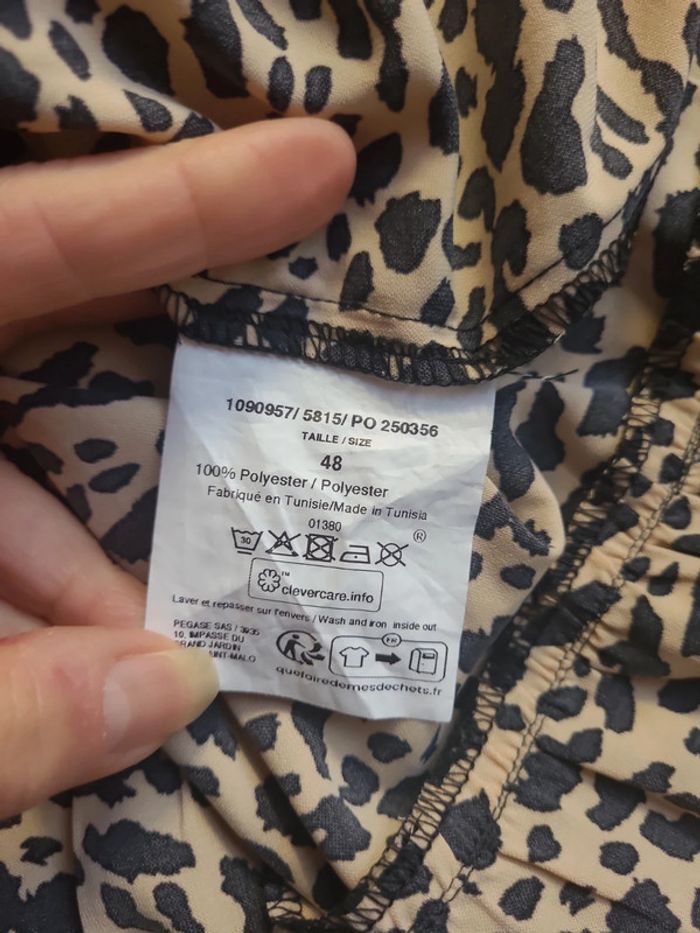 1090957/ 5815/ PO 250356
TAILLE / SIZE
48
100% Polyester / Polyester
Fabriqué en Tunisie/Made in Tunisia
01380
30
®
™
clevercare.info
Laver et repasser sur l'envers / Wash and iron inside out
PEGASE SAS / 3935
10, IMPASSE DU
GRAND JARDIN
SAINT-MALO
FR
quefairedemesdechets.fr